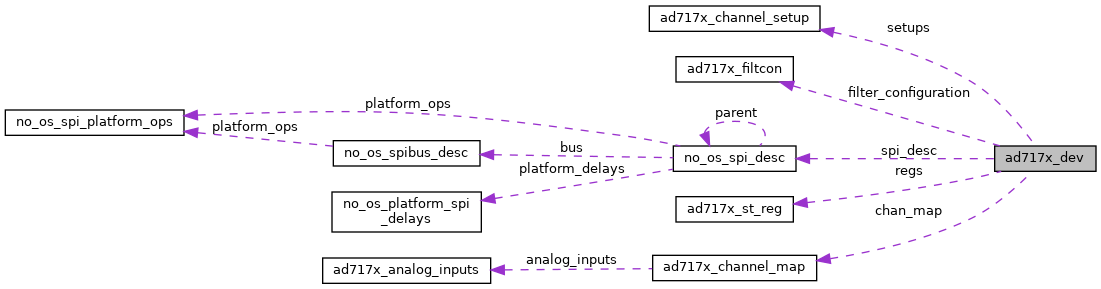 ad717x_channel_setup
setups
ad717x_filtcon
filter_configuration
platform_ops
parent
no_os_spi_platform_ops
platform_ops
no_os_spibus_desc
bus
no_os_spi_desc
spi_desc
ad717x_dev
platform_delays
regs
no_os_platform_spi
_delays
ad717x_st_reg
chan_map
analog_inputs
ad717x_analog_inputs
ad717x_channel_map